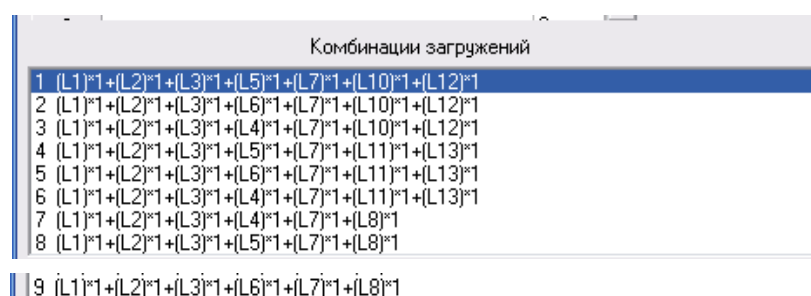 Комбинации загружений
1 (L1)*1+(L2)*1+(L3)*1+(L5)*1+(L7)*1+(L10)*1+(L12)*1
2 (L1)*1+(L2)*1+(L3)*1+(L6)*1+(L7)*1+(L10)*1+(L12)*1
3 (L1)*1+(L2)*1+(L3)*1+(L4)*1+(L7)*1+(L10)*1+(L12)*1
4 (L1)*1+(L2)*1+(L3)*1+(L5)*1+(L7)*1+(L11)*1+(L13)*1
5 (L1)*1+(L2)*1+(L3)*1+(L6)*1+(L7)*1+(L11)*1+(L13)*1
6 (L1)*1+(L2)*1+(L3)*1+(L4)*1+(L7)*1+(L11)*1+(L13)*1
7 (L1)*1+(L2)*1+(L3)*1+(L4)*1+(L7)*1+(L8)*1
8 (L1)*1+(L2)*1+(L3)*1+(L5)*1+(L7)*1+(L8)*1
9 (L1)*1+(L2)*1+(L3)*1+(L6)*1+(L7)*1+(L8)*1